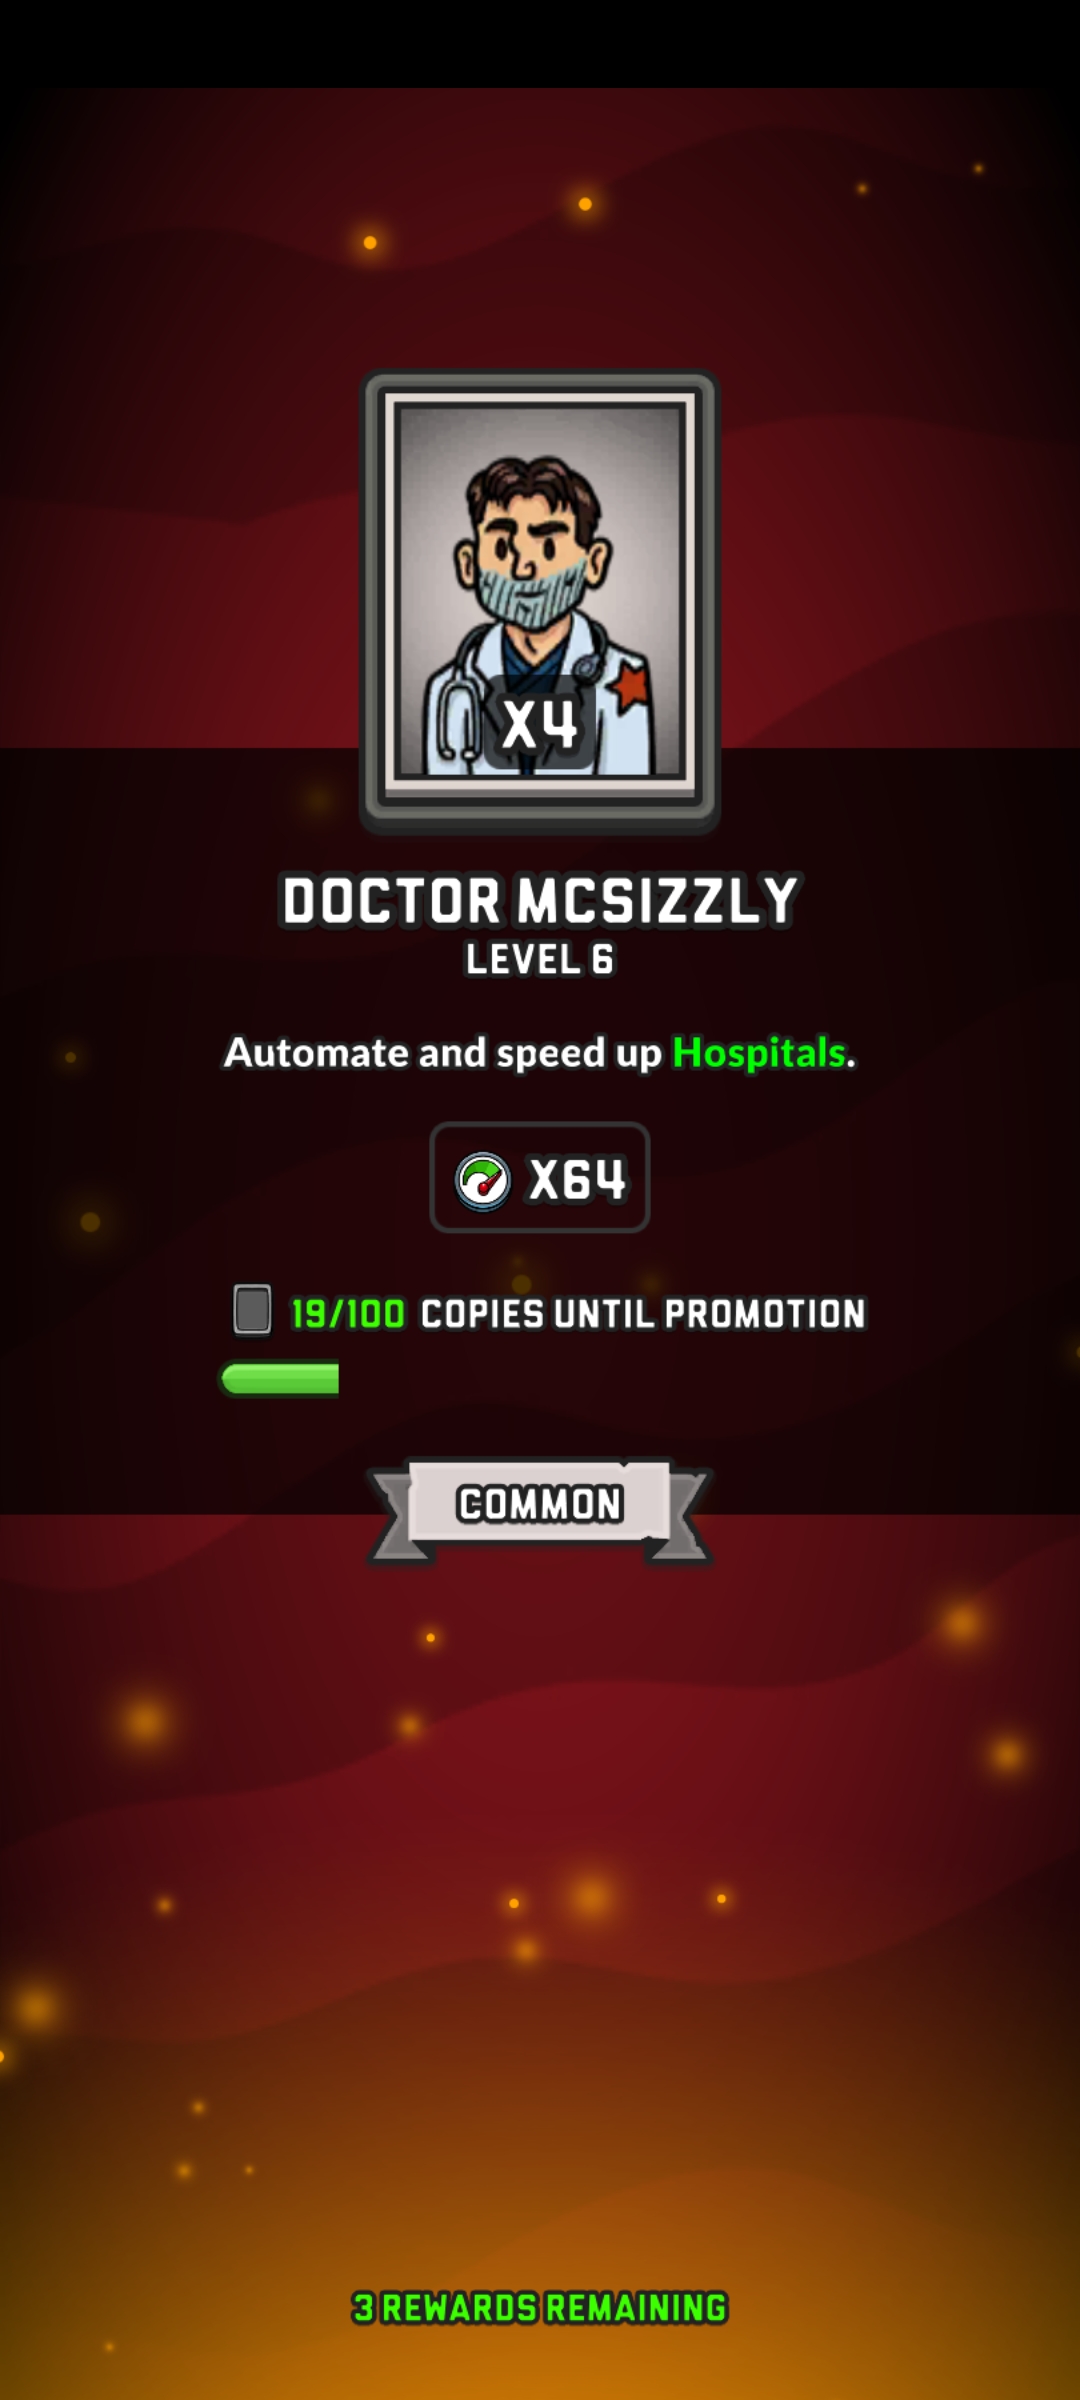 X4
DOCTOR MCSIZZLY
LEVEL 6
Automate and speed up Hospitals.
X64
19/100 COPIES UNTIL PROMOTION
COMMON
3 REWARDS REMAINING